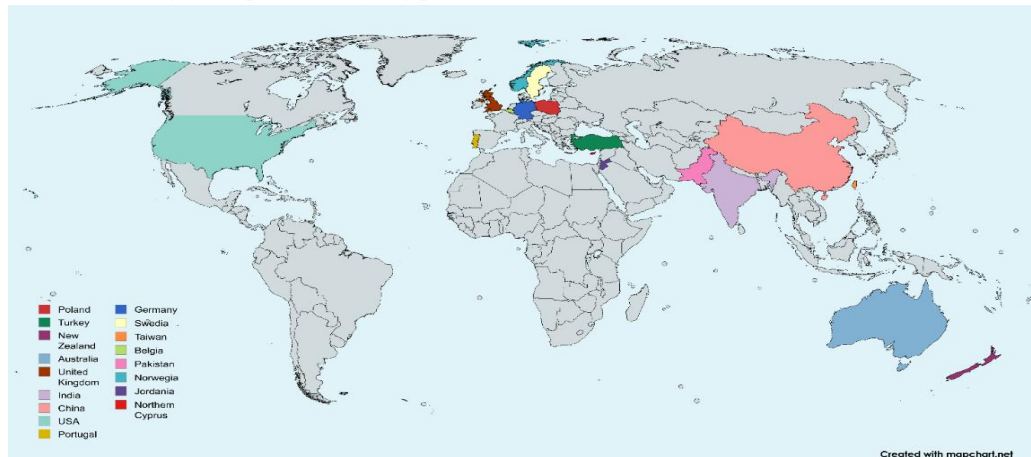 Poland
Turkey
New
Zealand
Australia
United
Kingdom
India
China
USA
Portugal
Germany
Swedia
Taiwan
Belgia
Pakistan
Norwegia
Jordania
Northern
Cyprus
Created with mapchart.net